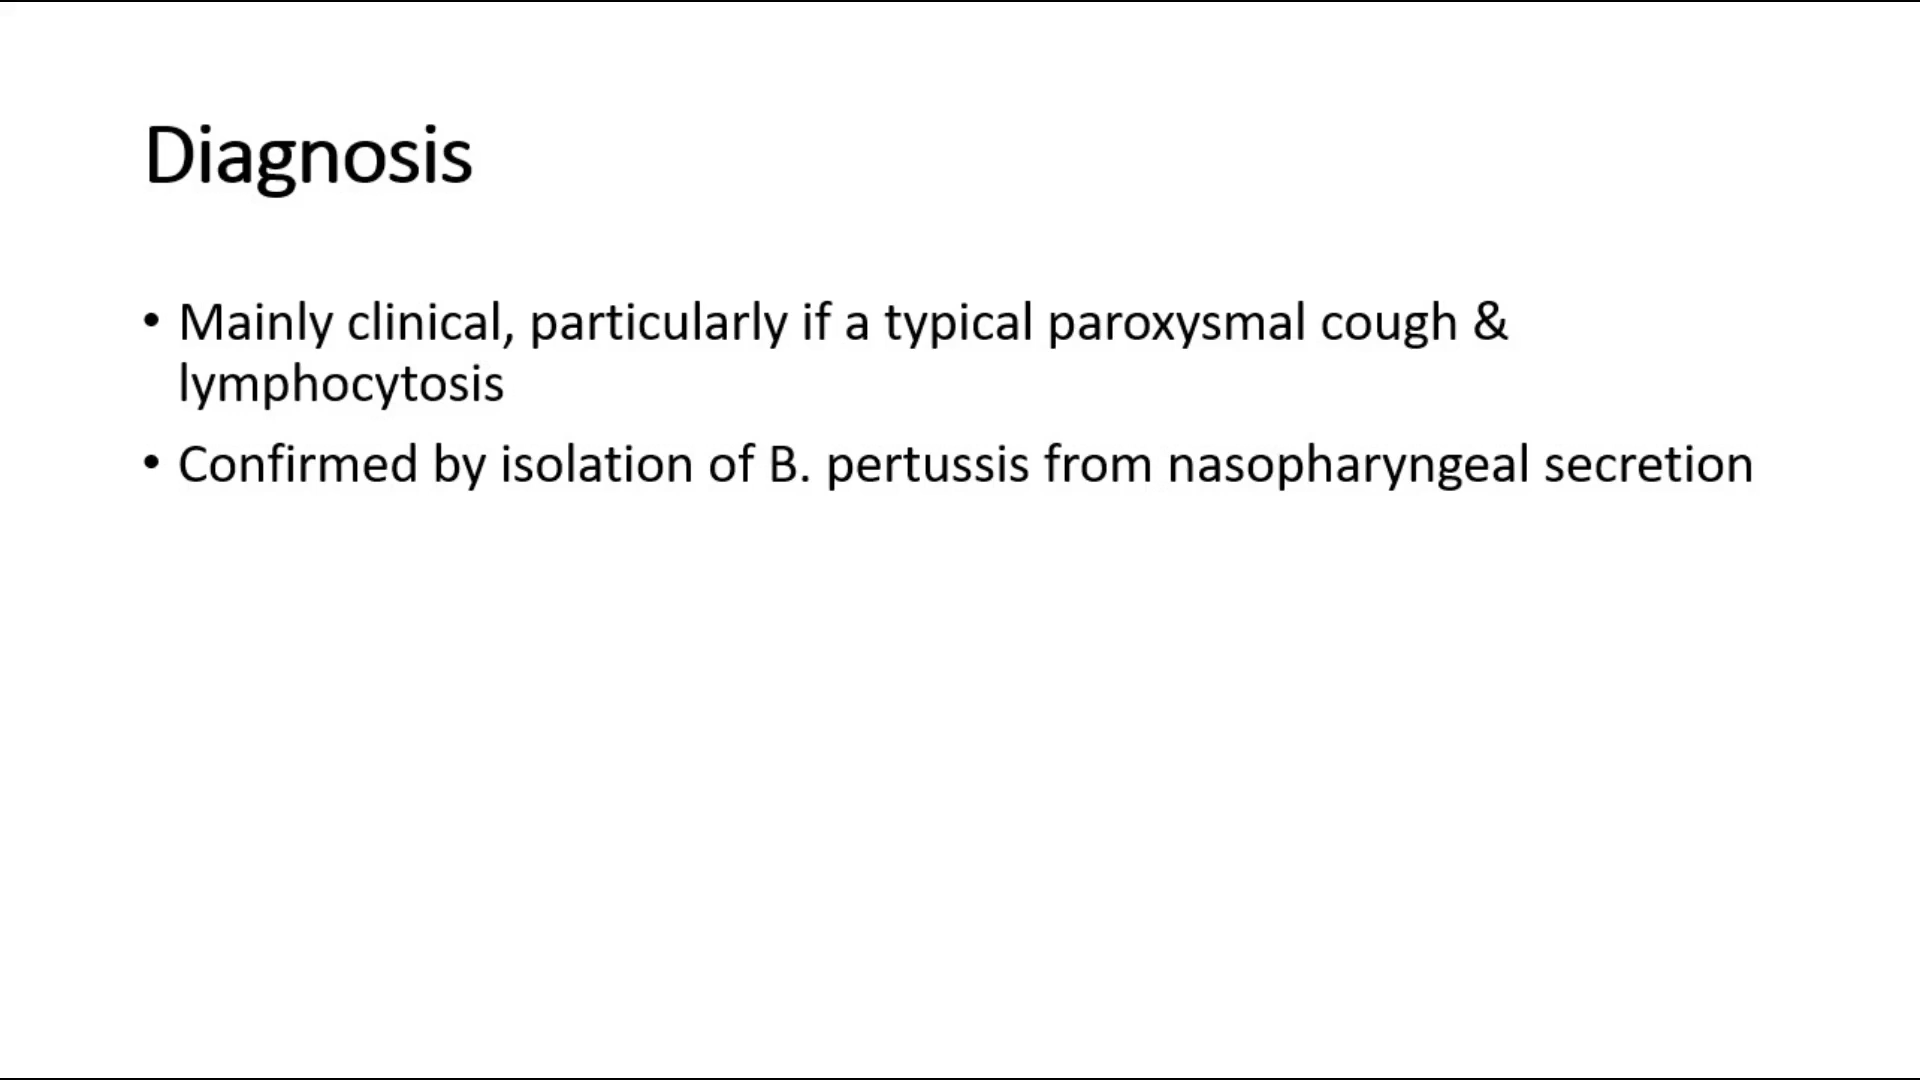 Diagnosis
• Mainly clinical, particularly if a typical paroxysmal cough &
lymphocytosis
• Confirmed by isolation of B. pertussis from nasopharyngeal secretion